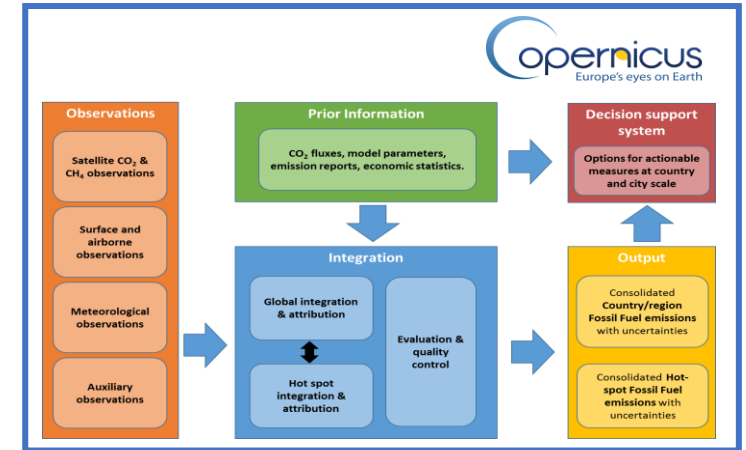 Copernicus
Europe's eyes on Earth
Observations
Satellite CO₂ &
CH₄ observations
Surface and
airborne
observations
Meteorological
observations
Auxiliary
observations
Prior Information
CO₂ fluxes, model parameters,
emission reports, economic statistics.
Decision support
system
Options for actionable
measures at country
and city scale
Integration
Global integration
& attribution
Hot spot
integration &
attribution
Evaluation &
quality
control
Output
Consolidated
Country/region
Fossil Fuel emissions
with uncertainties
Consolidated Hot-
spot Fossil Fuel
emissions with
uncertainties